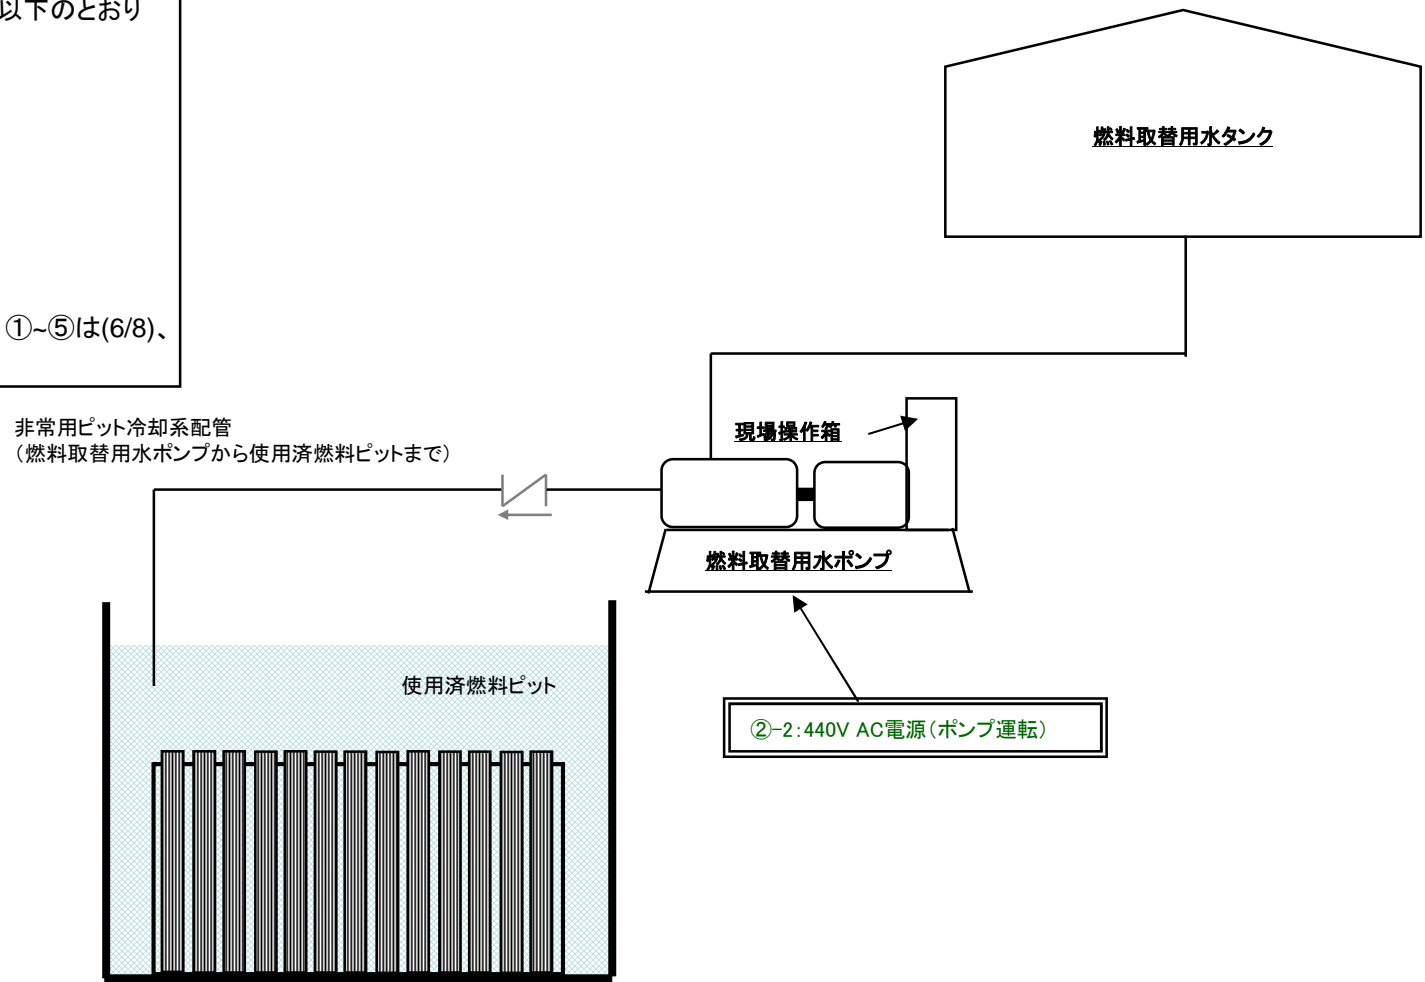 以下のとおり
①~⑤は(6/8)、
燃料取替用水タンク
非常用ピット冷却系配管
（燃料取替用水ポンプから使用済燃料ピットまで）
現場操作箱
燃料取替用水ポンプ
使用済燃料ピット
②-2：440V AC電源（ポンプ運転）